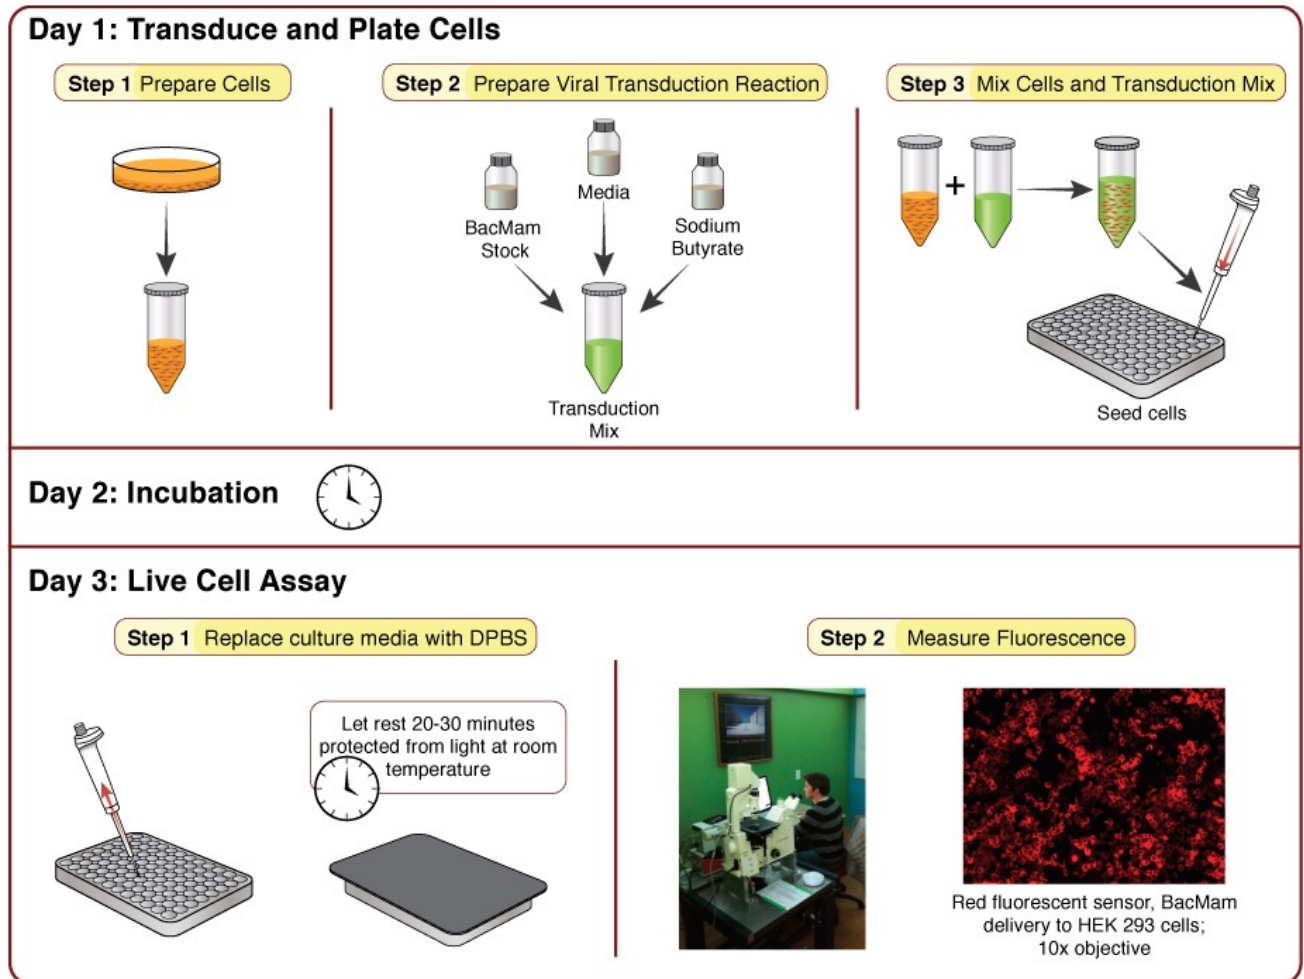 Day 1: Transduce and Plate Cells
Step 1 Prepare Cells
Step 2 Prepare Viral Transduction Reaction
BacMam
Stock
Media
Sodium
Butyrate
Transduction
Mix
Step 3 Mix Cells and Transduction Mix
+
Seed cells
Day 2: Incubation
Day 3: Live Cell Assay
Step 1 Replace culture media with DPBS
Let rest 20-30 minutes
protected from light at room
temperature
Step 2 Measure Fluorescence
Red fluorescent sensor, BacMam
delivery to HEK 293 cells;
10x objective